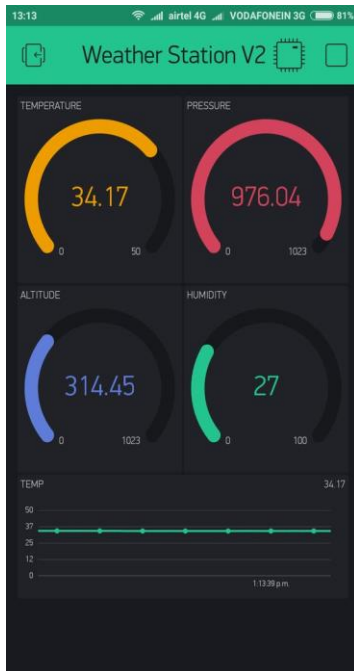 13:13 airtel 4G VODAFONEIN 3G 81%
Weather Station V2
TEMPERATURE
34.17
0 50
PRESSURE
976.04
0 1023
ALTITUDE
314.45
0 1023
HUMIDITY
27
0 100
TEMP 34.17
50
37
25
12
0
1:13:39 p.m.